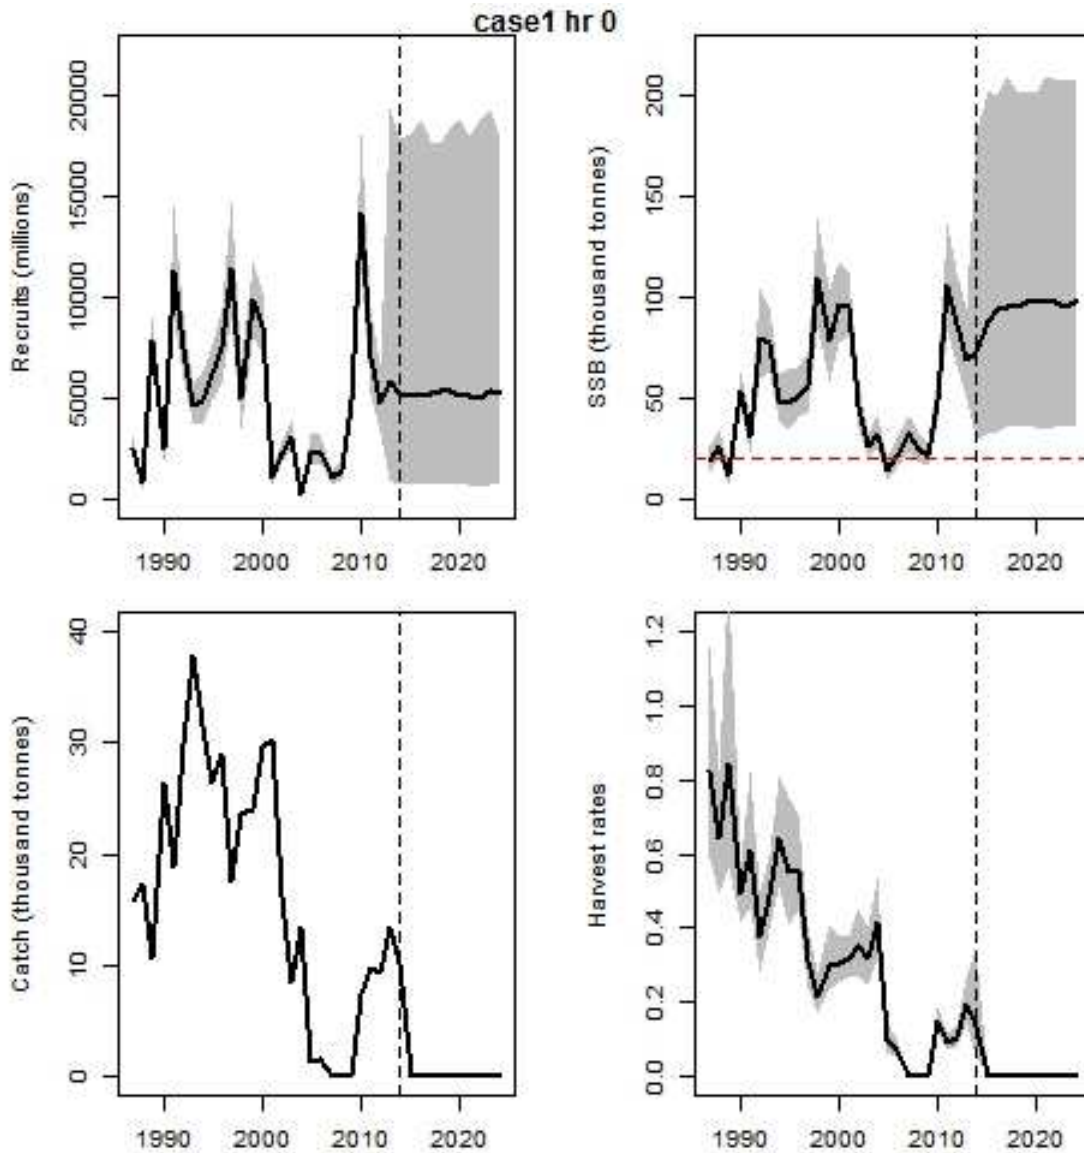 case1 hr 0
Recruits (millions)
0 5000 10000 15000 20000
1990 2000 2010 2020
SSB (thousand tonnes)
0 50 100 150 200
1990 2000 2010 2020
Catch (thousand tonnes)
0 10 20 30 40
1990 2000 2010 2020
Harvest rates
0.0 0.2 0.4 0.6 0.8 1.0 1.2
1990 2000 2010 2020